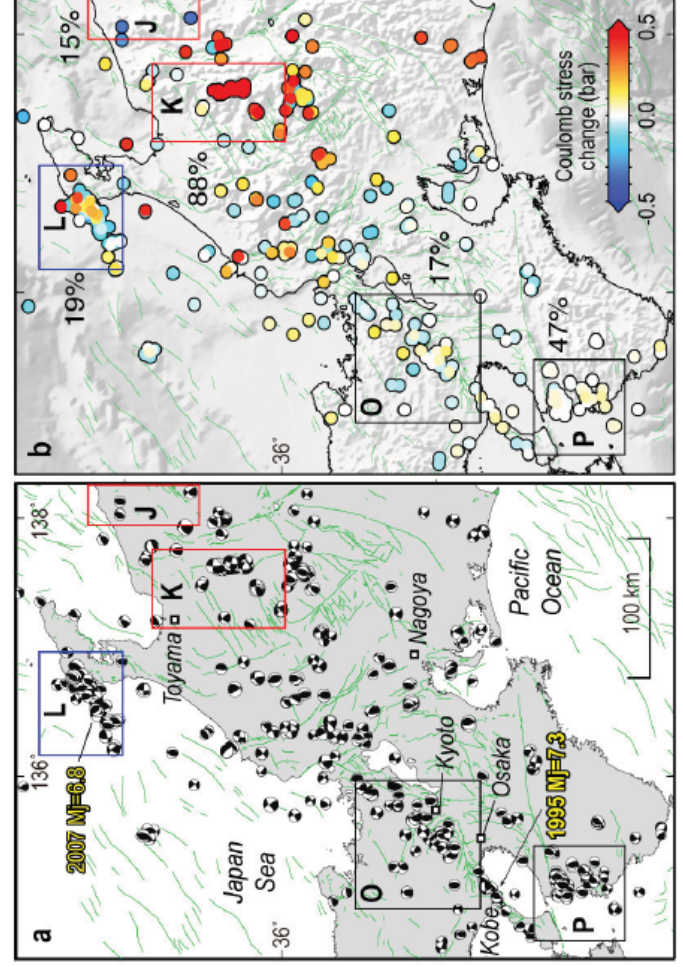 a
138°
136°
36°
2007 Mj=6.8
L
Toyama
K
J
Japan
Sea
O
Kyoto
Nagoya
Osaka
Kobe
1995 Mj=7.3
P
Pacific
Ocean
100 km
b
36°
19%
L
15%
J
K
88%
O
17%
P
47%
Coulomb stress
change (bar)
-0.5
0.0
0.5